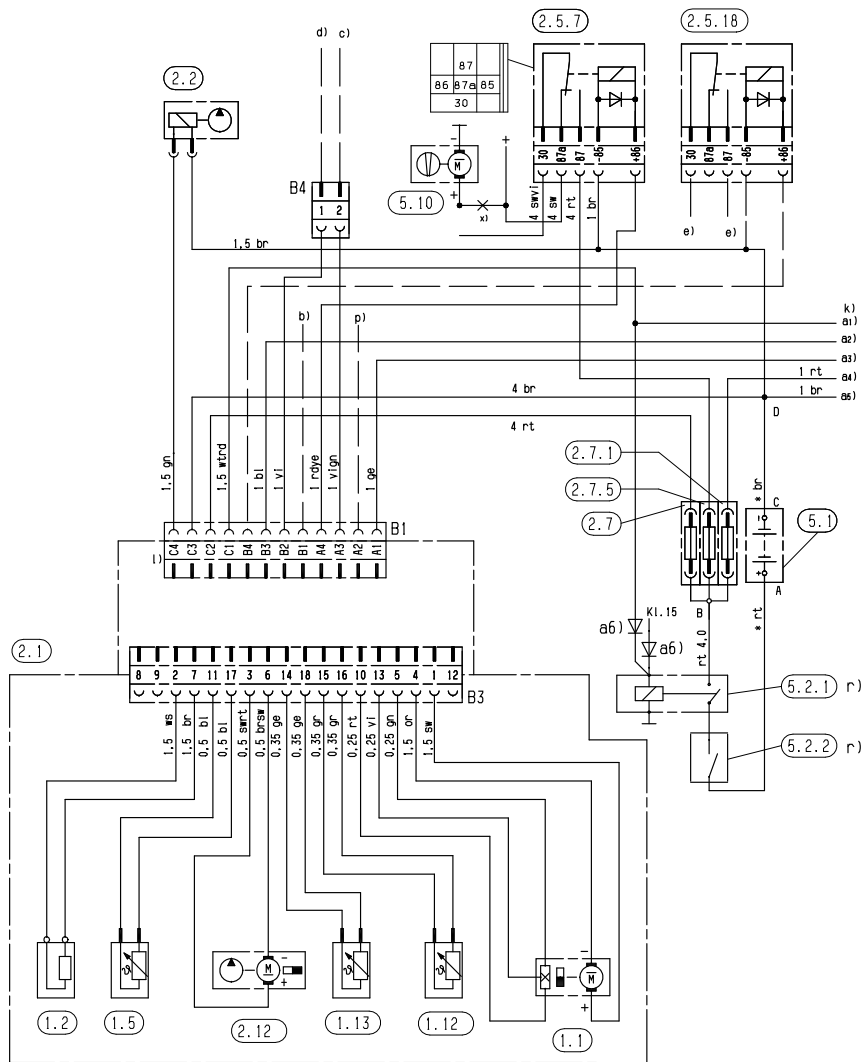 2.5.7
2.5.18
d) c)
2.2
87
86 87a 85
30
B4
1 2
5.10
M
-
+
+
x)
30 87a 87 -85 +86
30 87a 87 -85 +86
4 swvi
4 sw
4 rt
1 br
e) e)
1,5 br
b) p)
k)
a1)
a2)
a3)
1 rt a4)
4 br
1 br a5)
D
4 rt
1,5 gn
1,5 wtrd
1 bl
1 vi
1 rdye
1 vign
1 ge
2.7.1
2.7.5
2.7
* br
C
5.1
-
+
A
B1
l)
C4 C3 C2 C1 B4 B3 B2 B1 A4 A3 A2 A1
B
Kl.15
aб)
aб)
rt 4,0
* rt
2.1
8 9 2 7 11 17 3 6 14 18 15 16 10 13 5 4 1 12
B3
5.2.1 r)
5.2.2 r)
1.5 ws
1.5 br
0,5 bl
0,5 bl
0,5 swrt
0,5 brsw
0,35 ge
0,35 ge
0,35 gr
0,35 gr
0,25 rt
0,25 vi
0,25 gn
1,5 or
1,5 sw
M
-
+
M
-
+
1.2
1.5
2.12
1.13
1.12
1.1